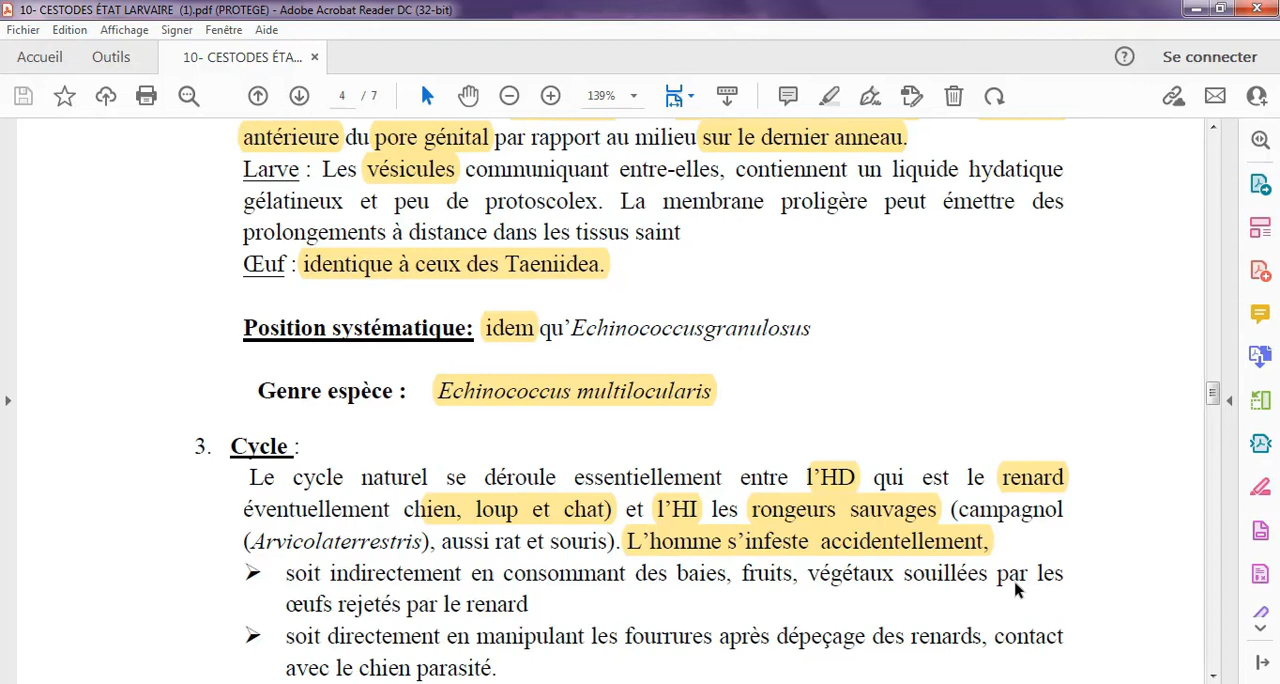 10- CESTODES ÉTAT LARVAIRE (1).pdf (PROTEGE) - Adobe Acrobat Reader DC (32-bit)
Fichier Edition Affichage Signer Fenêtre Aide
Accueil Outils 10- CESTODES ÉTA... × ? Se connecter
4 / 7 139%
antérieure du pore génital par rapport au milieu sur le dernier anneau.
Larve : Les vésicules communiquant entre-elles, contiennent un liquide hydatique
gélatineux et peu de protoscolex. La membrane proligère peut émettre des
prolongements à distance dans les tissus saint
Œuf : identique à ceux des Taeniidea.
Position systématique: idem qu’Echinococcusgranulosus
Genre espèce : Echinococcus multilocularis
3. Cycle :
Le cycle naturel se déroule essentiellement entre l’HD qui est le renard
éventuellement chien, loup et chat) et l’HI les rongeurs sauvages (campagnol
(Arvicolaterrestris), aussi rat et souris). L’homme s’infeste accidentellement,
➢ soit indirectement en consommant des baies, fruits, végétaux souillées par les
œufs rejetés par le renard
➢ soit directement en manipulant les fourrures après dépeçage des renards, contact
avec le chien parasité.